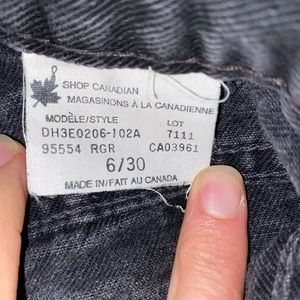 SHOP CANADIAN
MAGASINONS À LA CANADIENNE
MODÈLE/STYLE LOT
DH3E0206-102A 7111
95554 RGR CA03961
6/30
MADE IN/FAIT AU CANADA